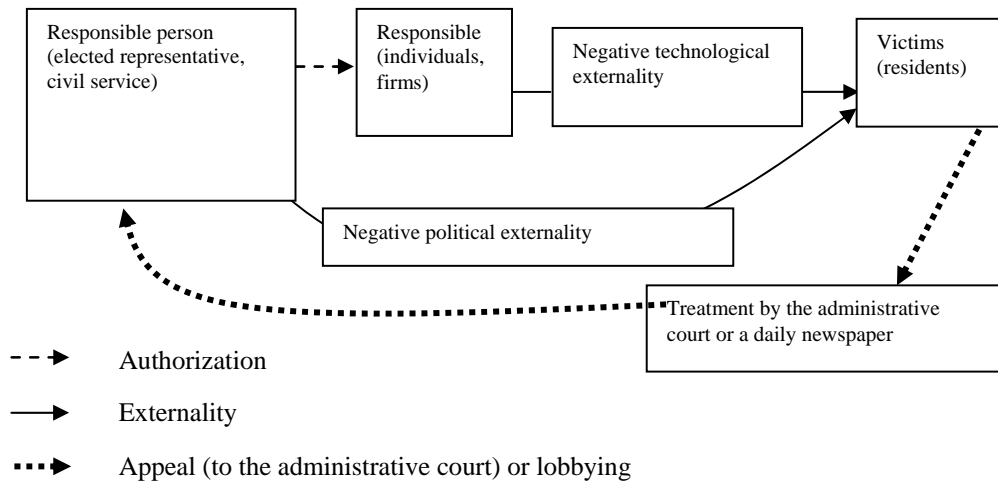 Responsible person
(elected representative,
civil service)
Responsible
(individuals,
firms)
Negative technological
externality
Victims
(residents)
Negative political externality
Treatment by the administrative
court or a daily newspaper
Authorization
Externality
Appeal (to the administrative court) or lobbying